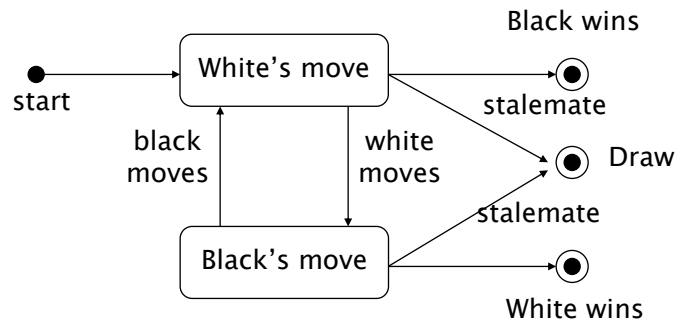 Black wins
White's move
start
stalemate
black
moves
white
moves
Draw
stalemate
Black's move
White wins